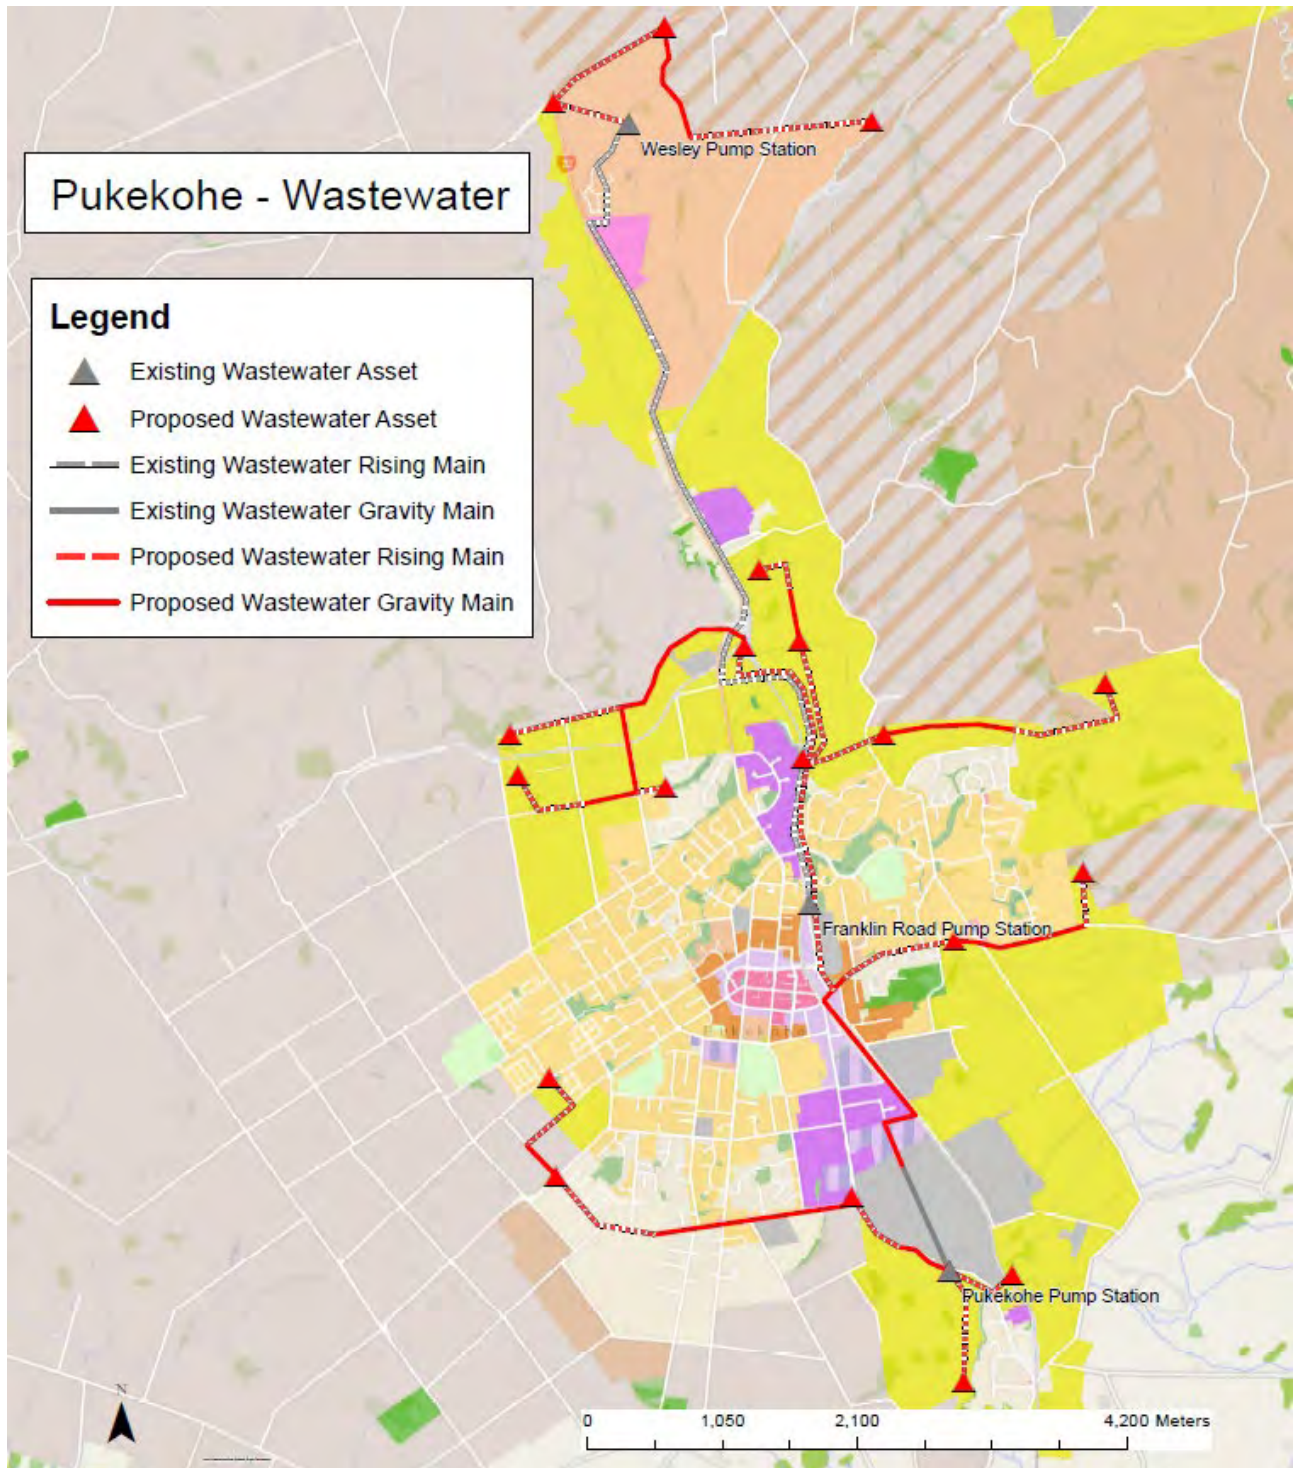 Wesley Pump Station
Pukekohe - Wastewater
Legend
Existing Wastewater Asset
Proposed Wastewater Asset
Existing Wastewater Rising Main
Existing Wastewater Gravity Main
Proposed Wastewater Rising Main
Proposed Wastewater Gravity Main
Franklin Road Pump Station
Pukekohe
Pukekohe Pump Station
N
0 1,050 2,100 4,200 Meters